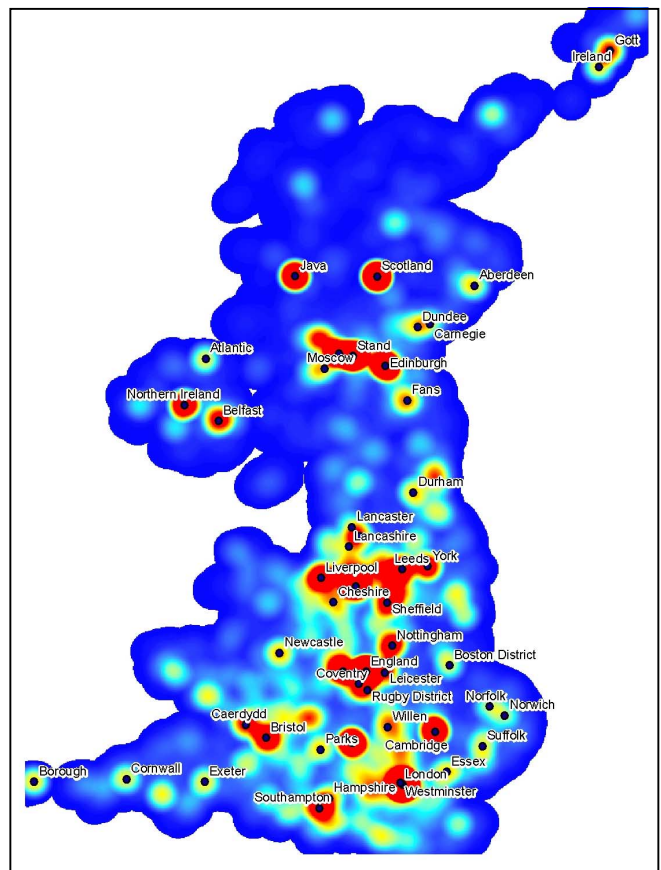 Gott
Ireland
Java
Scotland
Aberdeen
Dundee
Carnegie
Stand
Atlantic
Moscow
Edinburgh
Fans
Northern Ireland
Belfast
Durham
Lancaster
Lancashire
Leeds
York
Liverpool
Cheshire
Sheffield
Nottingham
Newcastle
England
Boston District
Coventry
Leicester
Rugby District
Norfolk
Norwich
Caerdydd
Willen
Bristol
Parks
Cambridge
Suffolk
Essex
Borough
Cornwall
Exeter
London
Hampshire
Westminster
Southampton